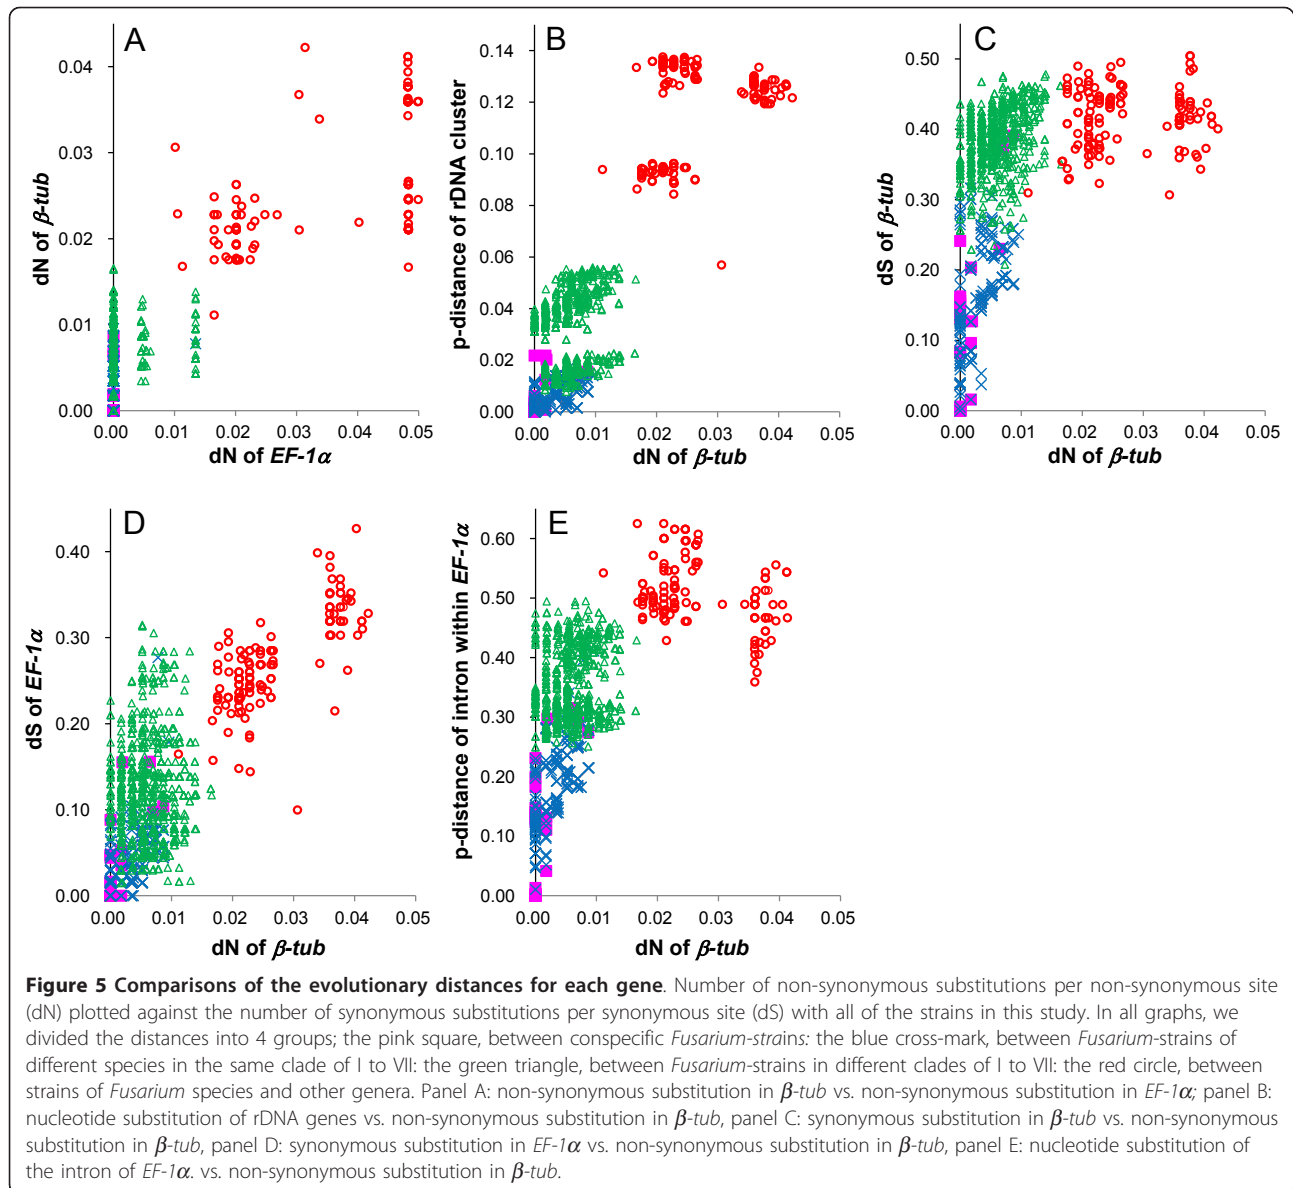 A
dN of β-tub
0.04
0.03
0.02
0.01
0.00
0.00 0.01 0.02 0.03 0.04 0.05
dN of EF-1α
B
p-distance of rDNA cluster
0.14
0.12
0.10
0.08
0.06
0.04
0.02
0.00
0.00 0.01 0.02 0.03 0.04 0.05
dN of β-tub
C
dS of β-tub
0.50
0.40
0.30
0.20
0.10
0.00
0.00 0.01 0.02 0.03 0.04 0.05
dN of β-tub
D
dS of EF-1α
0.40
0.30
0.20
0.10
0.00
0.00 0.01 0.02 0.03 0.04 0.05
dN of β-tub
E
p-distance of intron within EF-1α
0.60
0.50
0.40
0.30
0.20
0.10
0.00
0.00 0.01 0.02 0.03 0.04 0.05
dN of β-tub
Figure 5 Comparisons of the evolutionary distances for each gene. Number of non-synonymous substitutions per non-synonymous site
(dN) plotted against the number of synonymous substitutions per synonymous site (dS) with all of the strains in this study. In all graphs, we
divided the distances into 4 groups; the pink square, between conspecific Fusarium-strains: the blue cross-mark, between Fusarium-strains of
different species in the same clade of I to VII: the green triangle, between Fusarium-strains in different clades of I to VII: the red circle, between
strains of Fusarium species and other genera. Panel A: non-synonymous substitution in β-tub vs. non-synonymous substitution in EF-1α; panel B:
nucleotide substitution of rDNA genes vs. non-synonymous substitution in β-tub, panel C: synonymous substitution in β-tub vs. non-synonymous
substitution in β-tub, panel D: synonymous substitution in EF-1α vs. non-synonymous substitution in β-tub, panel E: nucleotide substitution of
the intron of EF-1α. vs. non-synonymous substitution in β-tub.